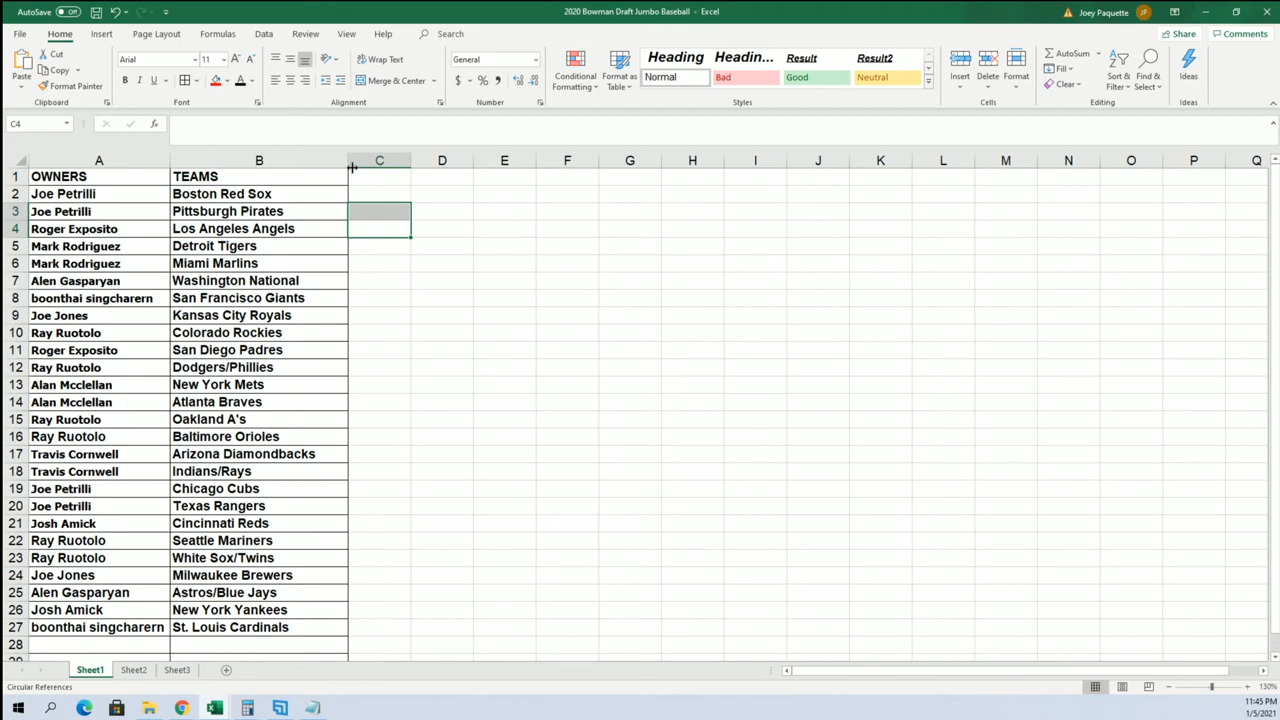 AutoSave Off 2020 Bowman Draft Jumbo Baseball - Excel Joey Paquette JP
File Home Insert Page Layout Formulas Data Review View Help Search Share Comments
Paste Cut Copy Format Painter Clipboard
Arial 11 B I U A A Font
Wrap Text Merge & Center Alignment
General $ % , Number
Conditional Formatting Format as Table
Heading Headin... Result Result2
Normal Bad Good Neutral Styles
Insert Delete Format Cells
AutoSum Fill Clear Sort & Filter Find & Select Editing
Ideas Ideas
C4 fx
A B C D E F G H I J K L M N O P Q
1 OWNERS TEAMS
2 Joe Petrilli Boston Red Sox
3 Joe Petrilli Pittsburgh Pirates
4 Roger Exposito Los Angeles Angels
5 Mark Rodriguez Detroit Tigers
6 Mark Rodriguez Miami Marlins
7 Alen Gasparyan Washington National
8 boonthai singcharern San Francisco Giants
9 Joe Jones Kansas City Royals
10 Ray Ruotolo Colorado Rockies
11 Roger Exposito San Diego Padres
12 Ray Ruotolo Dodgers/Phillies
13 Alan Mcclellan New York Mets
14 Alan Mcclellan Atlanta Braves
15 Ray Ruotolo Oakland A's
16 Ray Ruotolo Baltimore Orioles
17 Travis Cornwell Arizona Diamondbacks
18 Travis Cornwell Indians/Rays
19 Joe Petrilli Chicago Cubs
20 Joe Petrilli Texas Rangers
21 Josh Amick Cincinnati Reds
22 Ray Ruotolo Seattle Mariners
23 Ray Ruotolo White Sox/Twins
24 Joe Jones Milwaukee Brewers
25 Alen Gasparyan Astros/Blue Jays
26 Josh Amick New York Yankees
27 boonthai singcharern St. Louis Cardinals
28
29
Sheet1 Sheet2 Sheet3
Circular References 130%
11:45 PM
1/5/2021